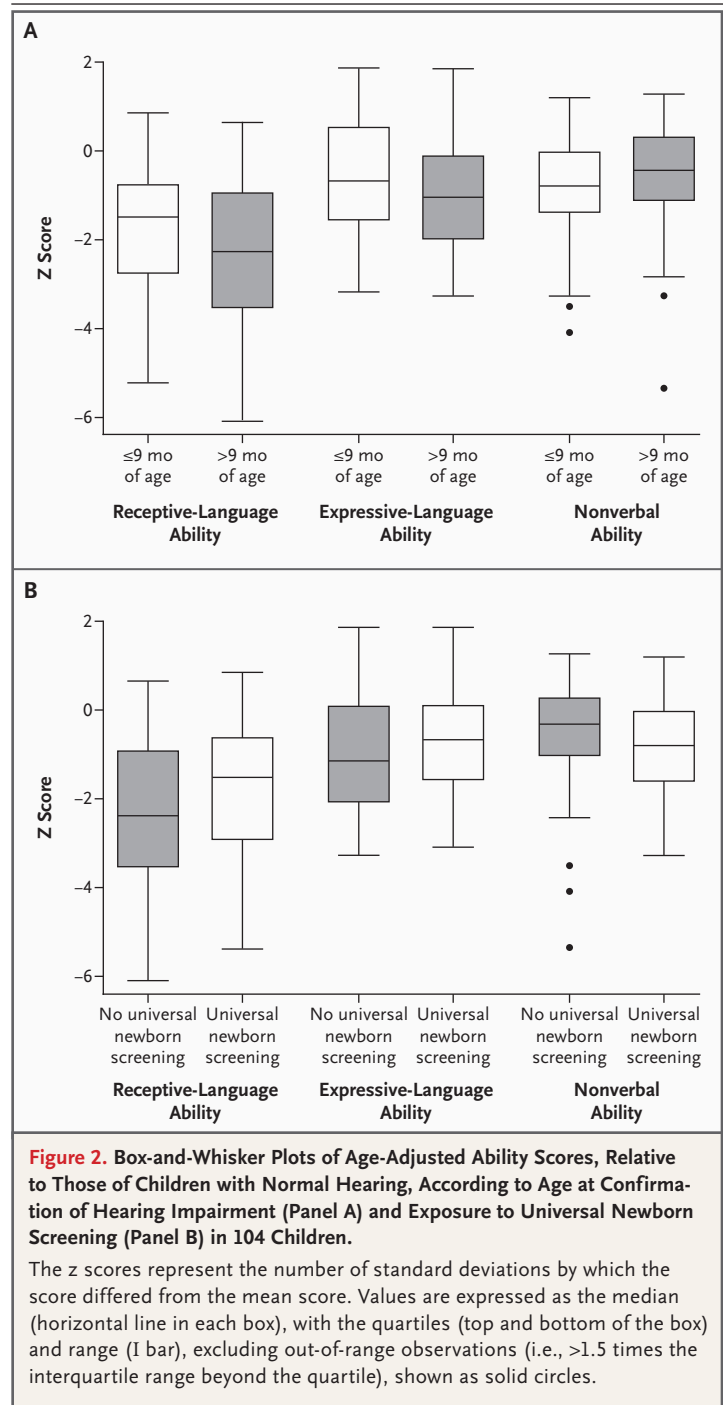 A
2
0
−2
−4
−6
Z Score
≤9 mo
of age
>9 mo
of age
≤9 mo
of age
>9 mo
of age
≤9 mo
of age
>9 mo
of age
Receptive-Language
Ability
Expressive-Language
Ability
Nonverbal
Ability
B
2
0
−2
−4
−6
Z Score
No universal
newborn
screening
Universal
newborn
screening
No universal
newborn
screening
Universal
newborn
screening
No universal
newborn
screening
Universal
newborn
screening
Receptive-Language
Ability
Expressive-Language
Ability
Nonverbal
Ability
Figure 2. Box-and-Whisker Plots of Age-Adjusted Ability Scores, Relative
to Those of Children with Normal Hearing, According to Age at Confirma-
tion of Hearing Impairment (Panel A) and Exposure to Universal Newborn
Screening (Panel B) in 104 Children.
The z scores represent the number of standard deviations by which the
score differed from the mean score. Values are expressed as the median
(horizontal line in each box), with the quartiles (top and bottom of the box)
and range (I bar), excluding out-of-range observations (i.e., >1.5 times the
interquartile range beyond the quartile), shown as solid circles.